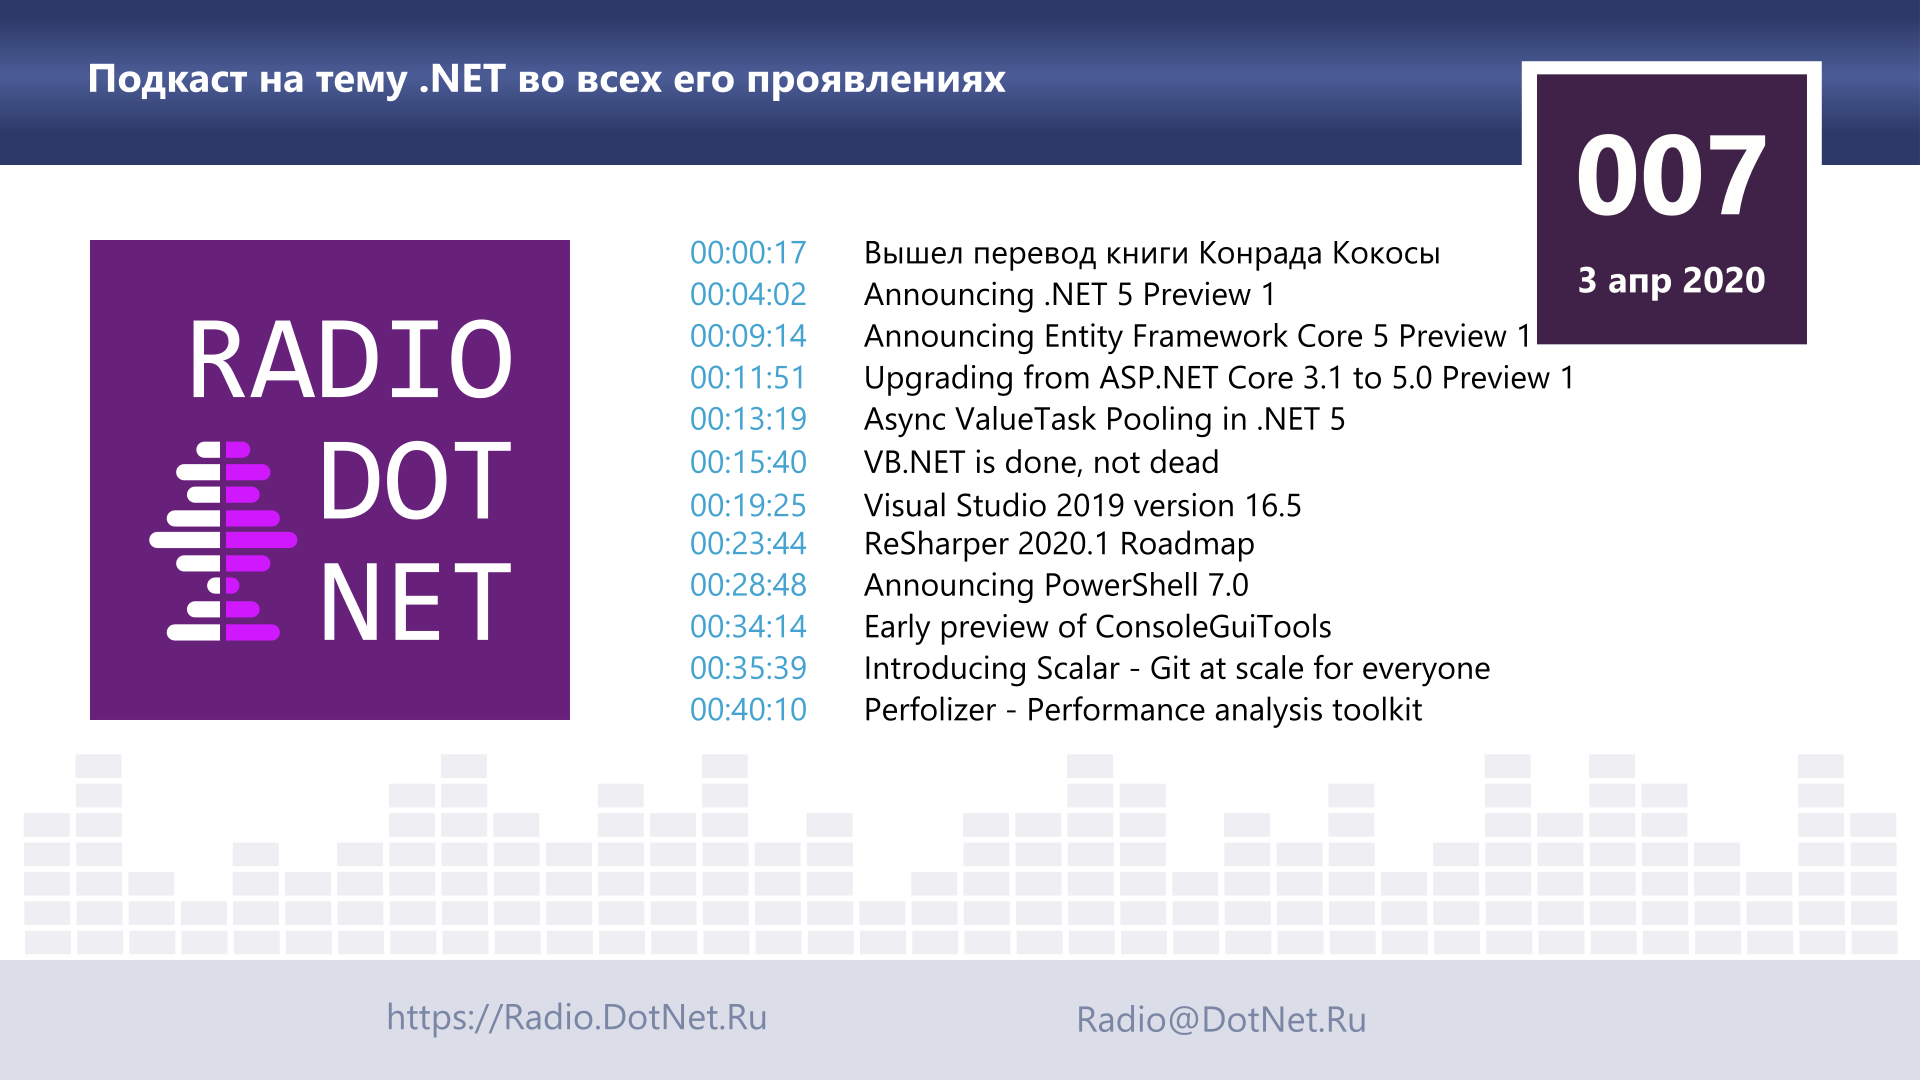 Подкаст на тему .NET во всех его проявлениях
007
3 апр 2020
RADIO
DOT
NET
00:00:17 Вышел перевод книги Конрада Кокосы
00:04:02 Announcing .NET 5 Preview 1
00:09:14 Announcing Entity Framework Core 5 Preview 1
00:11:51 Upgrading from ASP.NET Core 3.1 to 5.0 Preview 1
00:13:19 Async ValueTask Pooling in .NET 5
00:15:40 VB.NET is done, not dead
00:19:25 Visual Studio 2019 version 16.5
00:23:44 ReSharper 2020.1 Roadmap
00:28:48 Announcing PowerShell 7.0
00:34:14 Early preview of ConsoleGuiTools
00:35:39 Introducing Scalar - Git at scale for everyone
00:40:10 Perfolizer - Performance analysis toolkit
https://Radio.DotNet.Ru
Radio@DotNet.Ru